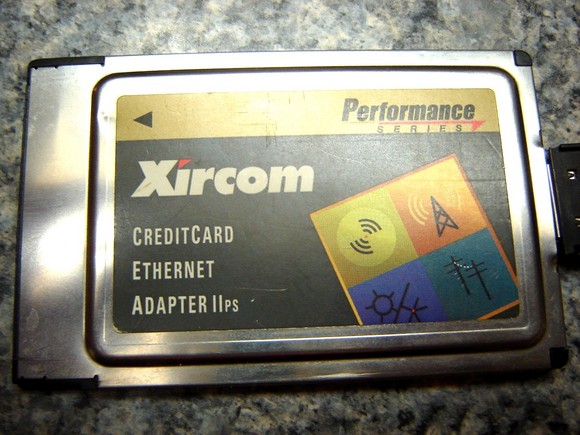 Performance
SERIES
Xircom
CREDITCARD
ETHERNET
ADAPTER IIPS